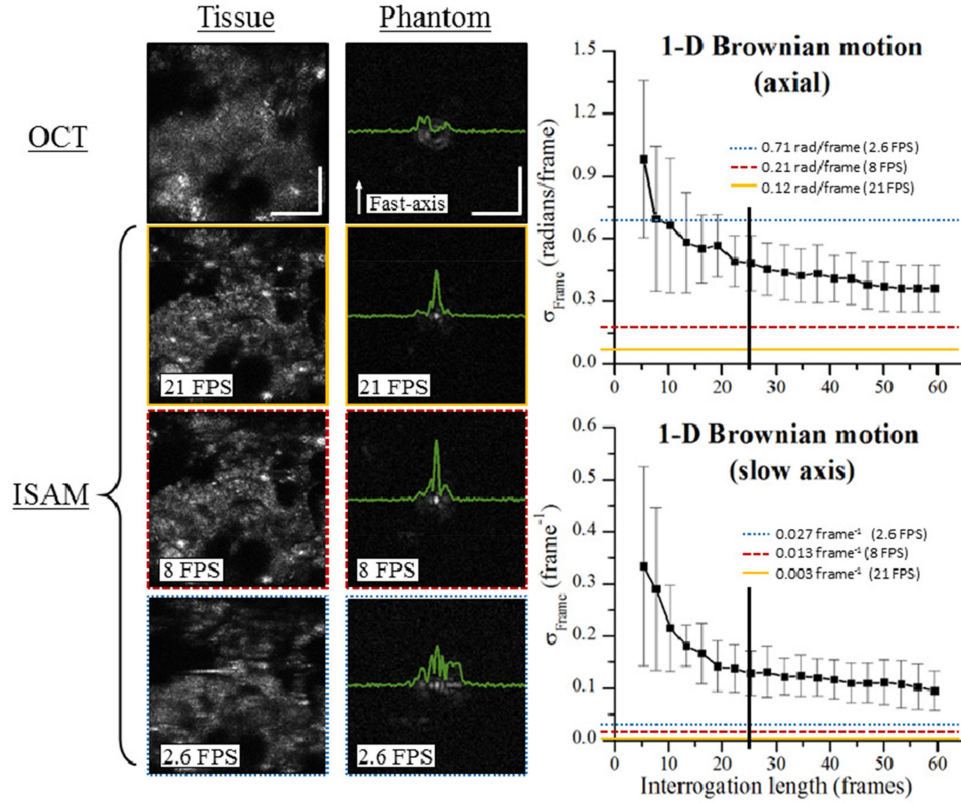 Tissue
Phantom
OCT
Fast-axis
ISAM
21 FPS
21 FPS
8 FPS
8 FPS
2.6 FPS
2.6 FPS
1-D Brownian motion
(axial)
σFrame (radians/frame)
1.5
1.2
0.9
0.6
0.3
0.0
0.71 rad/frame (2.6 FPS)
0.21 rad/frame (8 FPS)
0.12 rad/frame (21 FPS)
0 10 20 30 40 50 60
1-D Brownian motion
(slow axis)
σFrame (frame⁻¹)
0.6
0.5
0.4
0.3
0.2
0.1
0.0
0.027 frame⁻¹ (2.6 FPS)
0.013 frame⁻¹ (8 FPS)
0.003 frame⁻¹ (21 FPS)
0 10 20 30 40 50 60
Interrogation length (frames)